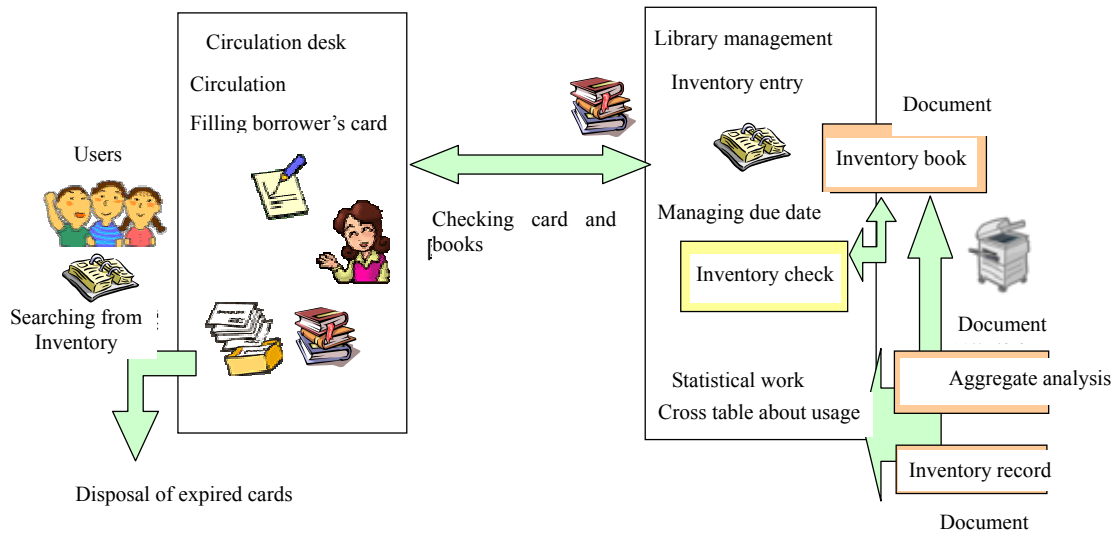 Circulation desk
Circulation
Filling borrower's card
Users
Searching from
Inventory
Disposal of expired cards
Checking card and
books
Library management
Inventory entry
Document
Inventory book
Managing due date
Inventory check
Document
Statistical work
Cross table about usage
Aggregate analysis
Inventory record
Document